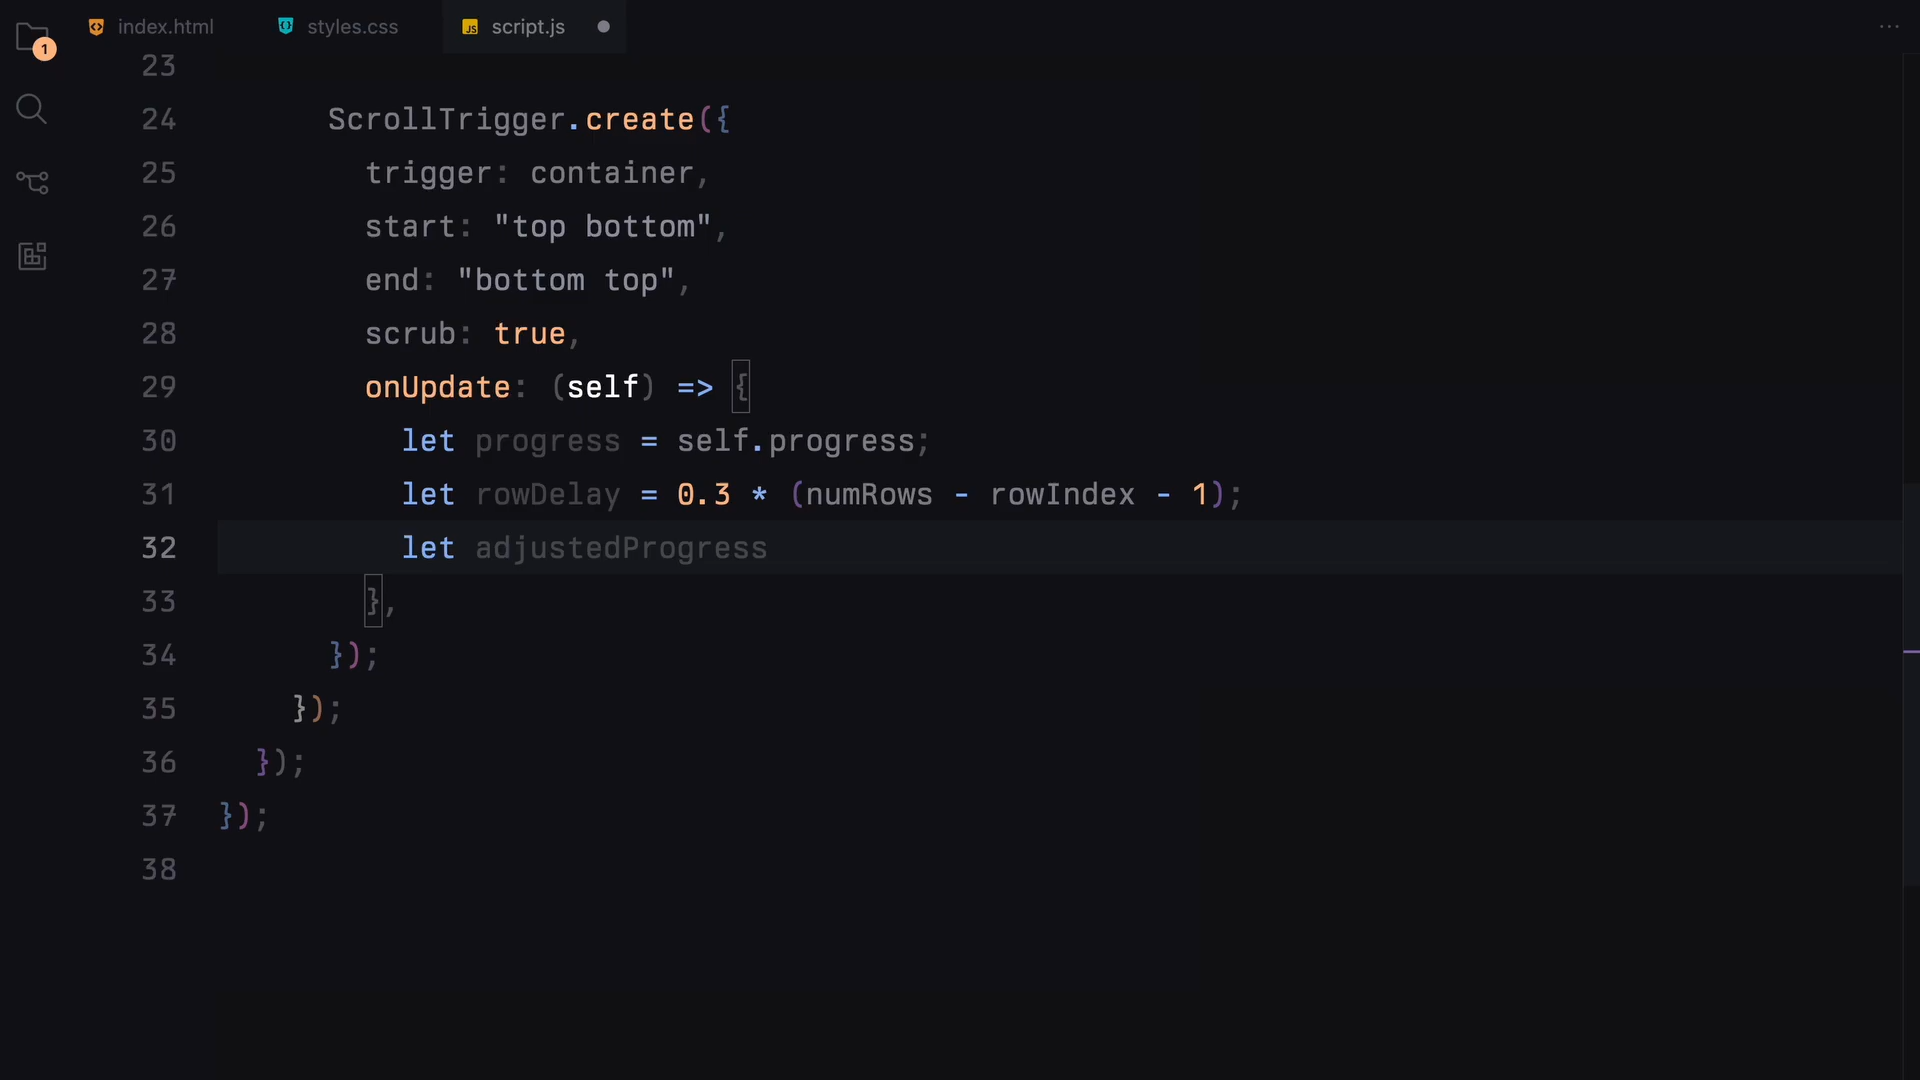 1
index.html
styles.css
JS script.js
...
23
24 ScrollTrigger.create({
25 trigger: container,
26 start: "top bottom",
27 end: "bottom top",
28 scrub: true,
29 onUpdate: (self) => {
30 let progress = self.progress;
31 let rowDelay = 0.3 * (numRows - rowIndex - 1);
32 let adjustedProgress
33 },
34 });
35 });
36 });
37 });
38